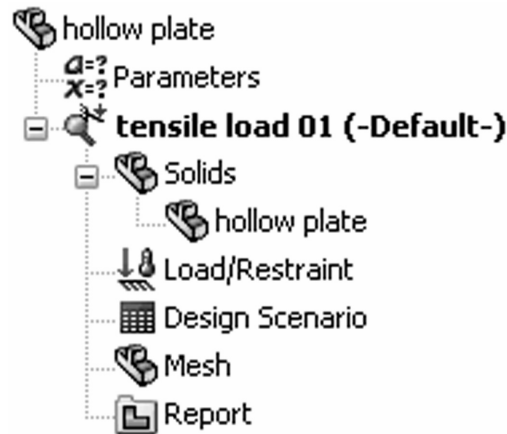 hollow plate
a=?
x=? Parameters
tensile load 01 (-Default-)
Solids
hollow plate
Load/Restraint
Design Scenario
Mesh
Report